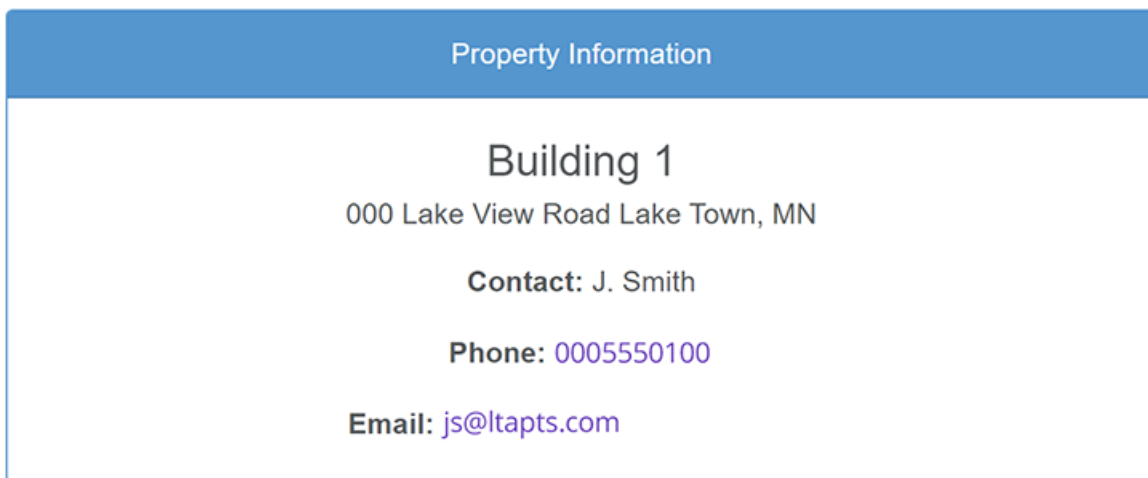 Property Information
Building 1
000 Lake View Road Lake Town, MN
Contact: J. Smith
Phone: 0005550100
Email: js@ltapts.com